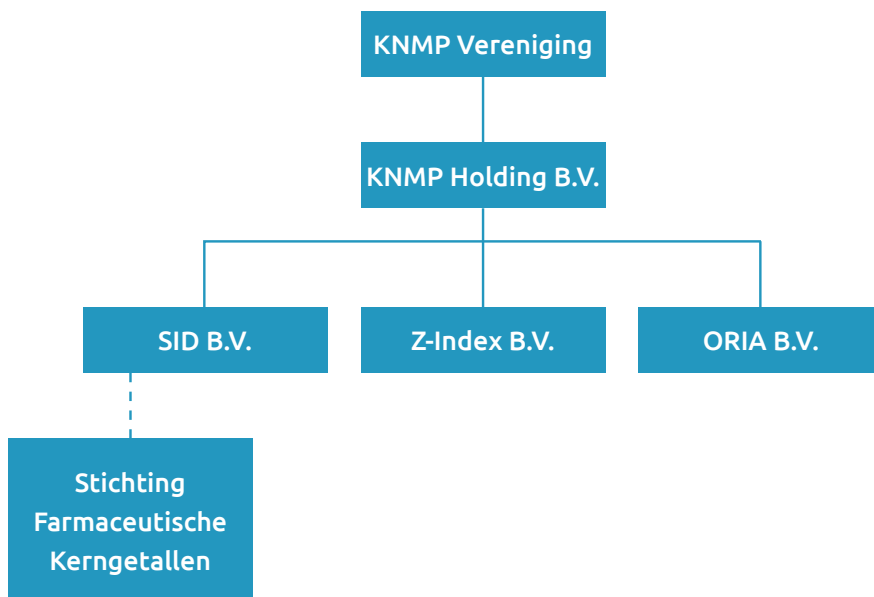 KNMP Vereniging
KNMP Holding B.V.
SID B.V.
Z-Index B.V.
ORIA B.V.
Stichting
Farmaceutische
Kerngetallen